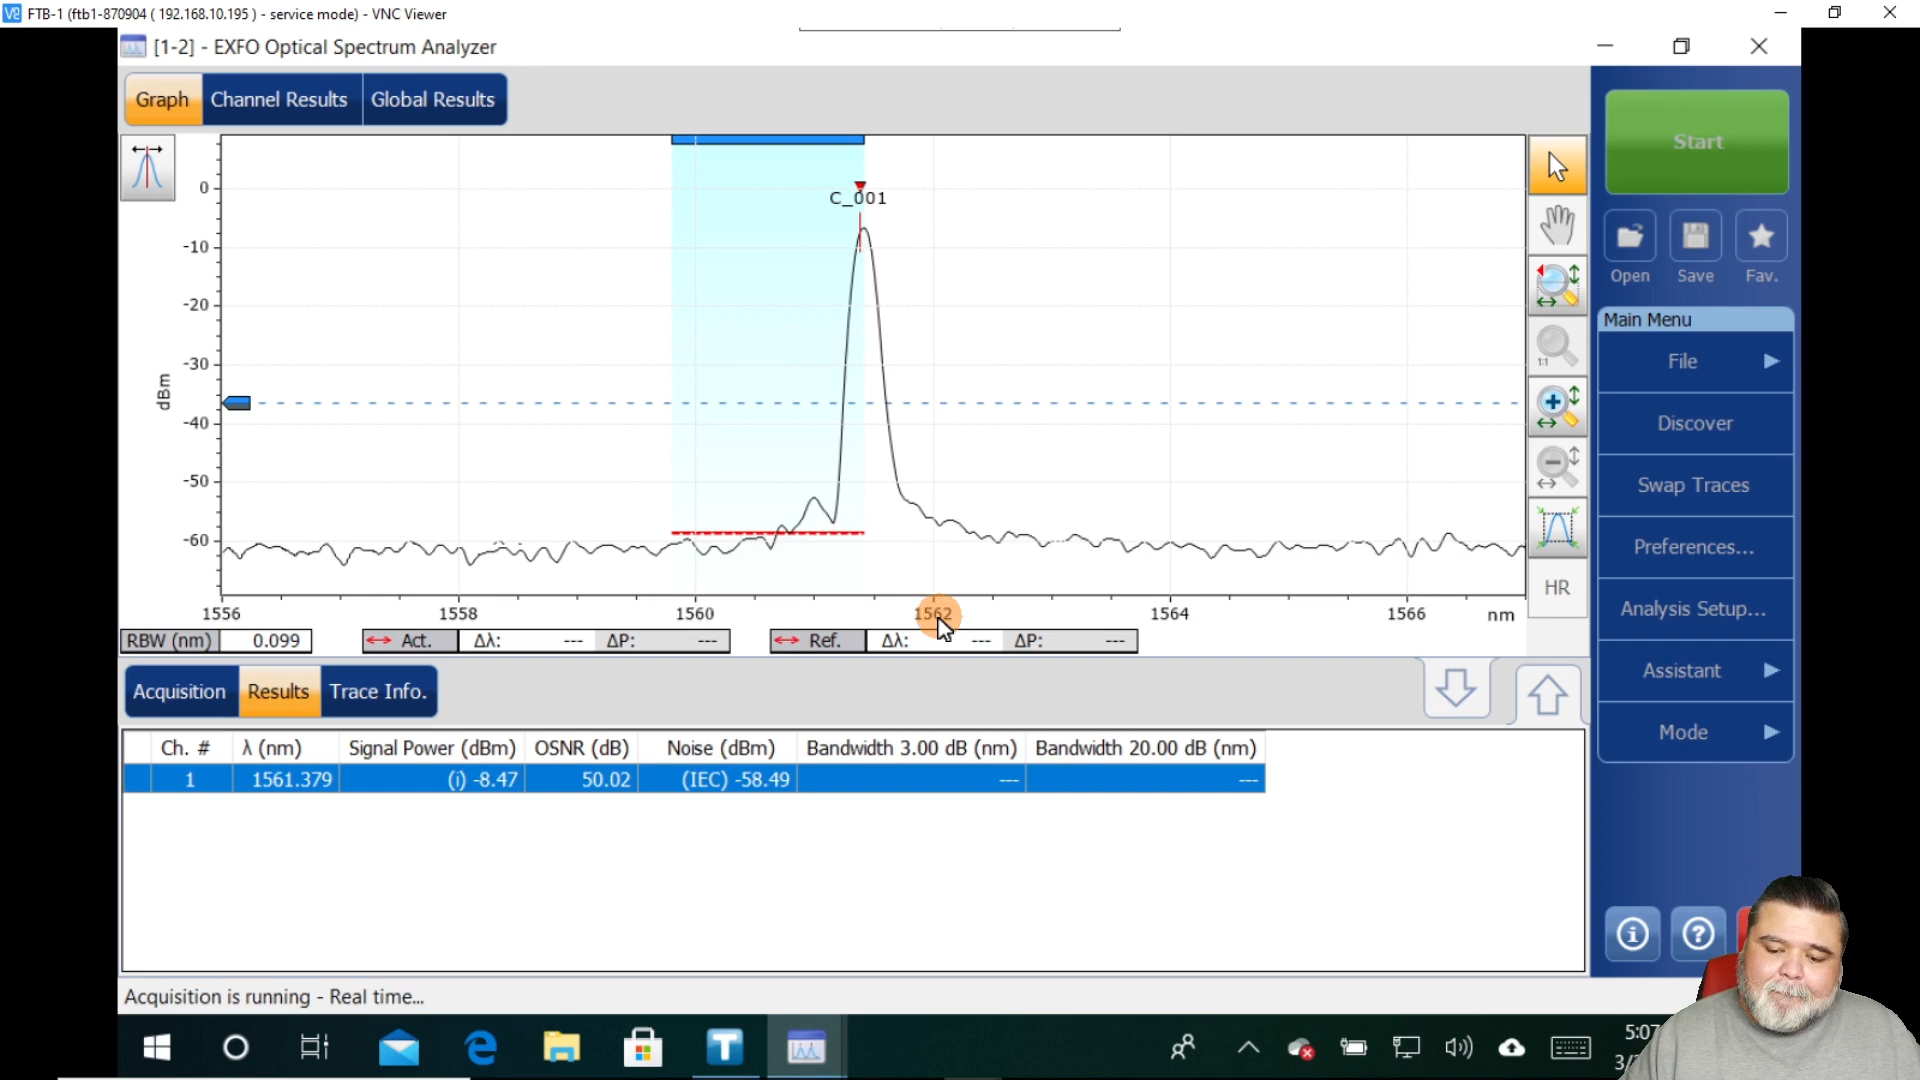 FTB-1 (ftb1-870904 ( 192.168.10.195 ) - service mode) - VNC Viewer
[1-2] - EXFO Optical Spectrum Analyzer
Graph Channel Results Global Results
Start
0
-10
-20
-30
-40
-50
-60
dBm
C_001
1556 1558 1560 1562 1564 1566 nm
1:1
HR
Open Save Fav.
Main Menu
File
Discover
Swap Traces
Preferences...
Analysis Setup...
Assistant
Mode
RBW (nm) 0.099 Act. Δλ: --- ΔP: --- Ref. Δλ: --- ΔP: ---
Acquisition Results Trace Info.
Ch. # λ (nm) Signal Power (dBm) OSNR (dB) Noise (dBm) Bandwidth 3.00 dB (nm) Bandwidth 20.00 dB (nm)
1 1561.379 (i) -8.47 50.02 (IEC) -58.49 --- ---
Acquisition is running - Real time...
5:07
3/